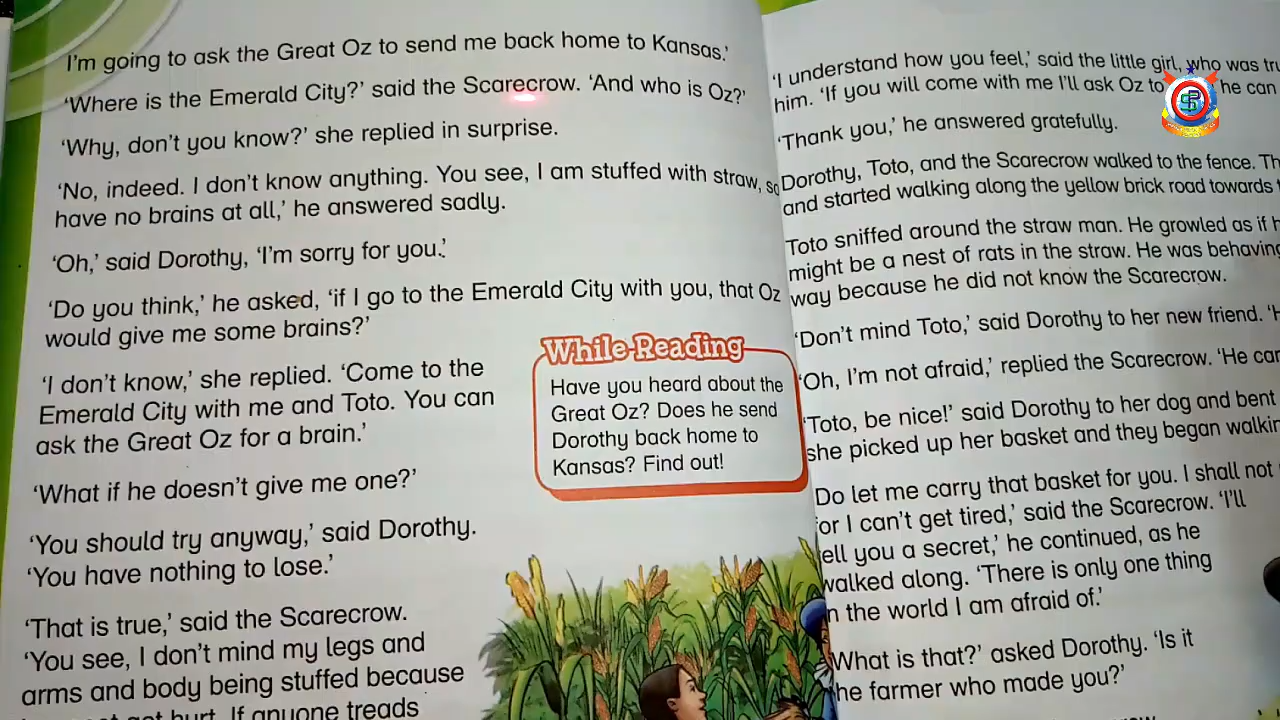 I'm going to ask the Great Oz to send me back home to Kansas.'
'Where is the Emerald City?' said the Scarecrow. 'And who is Oz?'
'Why, don't you know?' she replied in surprise.
'No, indeed. I don't know anything. You see, I am stuffed with straw, so
have no brains at all,' he answered sadly.
'Oh,' said Dorothy, 'I'm sorry for you.'
'Do you think,' he asked, 'if I go to the Emerald City with you, that Oz
would give me some brains?'
'I don't know,' she replied. 'Come to the
Emerald City with me and Toto. You can
ask the Great Oz for a brain.'
'What if he doesn't give me one?'
'You should try anyway,' said Dorothy.
'You have nothing to lose.'
'That is true,' said the Scarecrow.
'You see, I don't mind my legs and
arms and body being stuffed because
get hurt. If anyone treads
While-Reading
Have you heard about the
Great Oz? Does he send
Dorothy back home to
Kansas? Find out!
'I understand how you feel,' said the little girl, who was tru
him. 'If you will come with me I'll ask Oz to he can
'Thank you,' he answered gratefully.
Dorothy, Toto, and the Scarecrow walked to the fence. Th
and started walking along the yellow brick road towards t
Toto sniffed around the straw man. He growled as if h
might be a nest of rats in the straw. He was behaving
way because he did not know the Scarecrow.
'Don't mind Toto,' said Dorothy to her new friend. 'H
'Oh, I'm not afraid,' replied the Scarecrow. 'He can
'Toto, be nice!' said Dorothy to her dog and bent
she picked up her basket and they began walkin
Do let me carry that basket for you. I shall not
or I can't get tired,' said the Scarecrow. 'I'll
ell you a secret,' he continued, as he
walked along. 'There is only one thing
n the world I am afraid of.'
What is that?' asked Dorothy. 'Is it
he farmer who made you?'